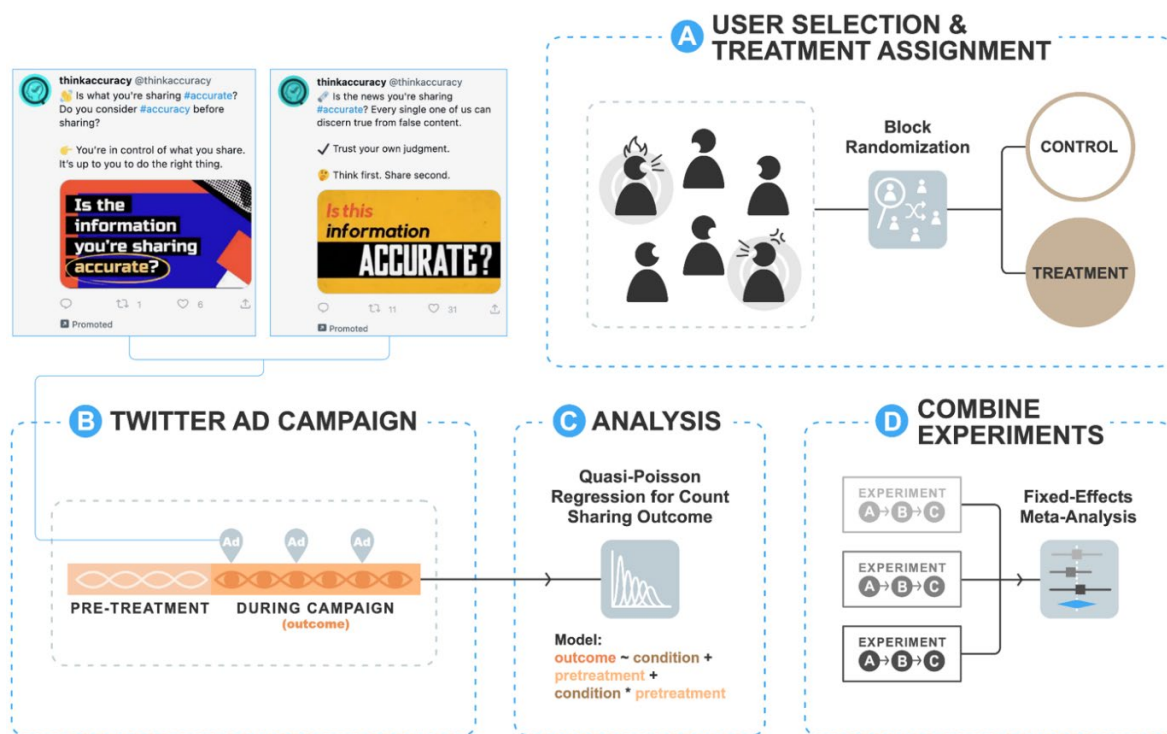 A USER SELECTION &
TREATMENT ASSIGNMENT
thinkaccuracy @thinkaccuracy
👋 Is what you're sharing #accurate?
Do you consider #accuracy before
sharing?
👉 You're in control of what you share.
It's up to you to do the right thing.
Is the
information
you're sharing
accurate?
1
6
Promoted
thinkaccuracy @thinkaccuracy
🗞️ Is the news you're sharing
#accurate? Every single one of us can
discern true from false content.
✓ Trust your own judgment.
🤔 Think first. Share second.
Is this
information
ACCURATE?
11
31
Promoted
Block
Randomization
CONTROL
TREATMENT
B TWITTER AD CAMPAIGN
Ad
Ad
Ad
PRE-TREATMENT
DURING CAMPAIGN
(outcome)
C ANALYSIS
Quasi-Poisson
Regression for Count
Sharing Outcome
Model:
outcome ~ condition +
pretreatment +
condition * pretreatment
D COMBINE
EXPERIMENTS
EXPERIMENT
A→B→C
EXPERIMENT
A→B→C
EXPERIMENT
A→B→C
Fixed-Effects
Meta-Analysis